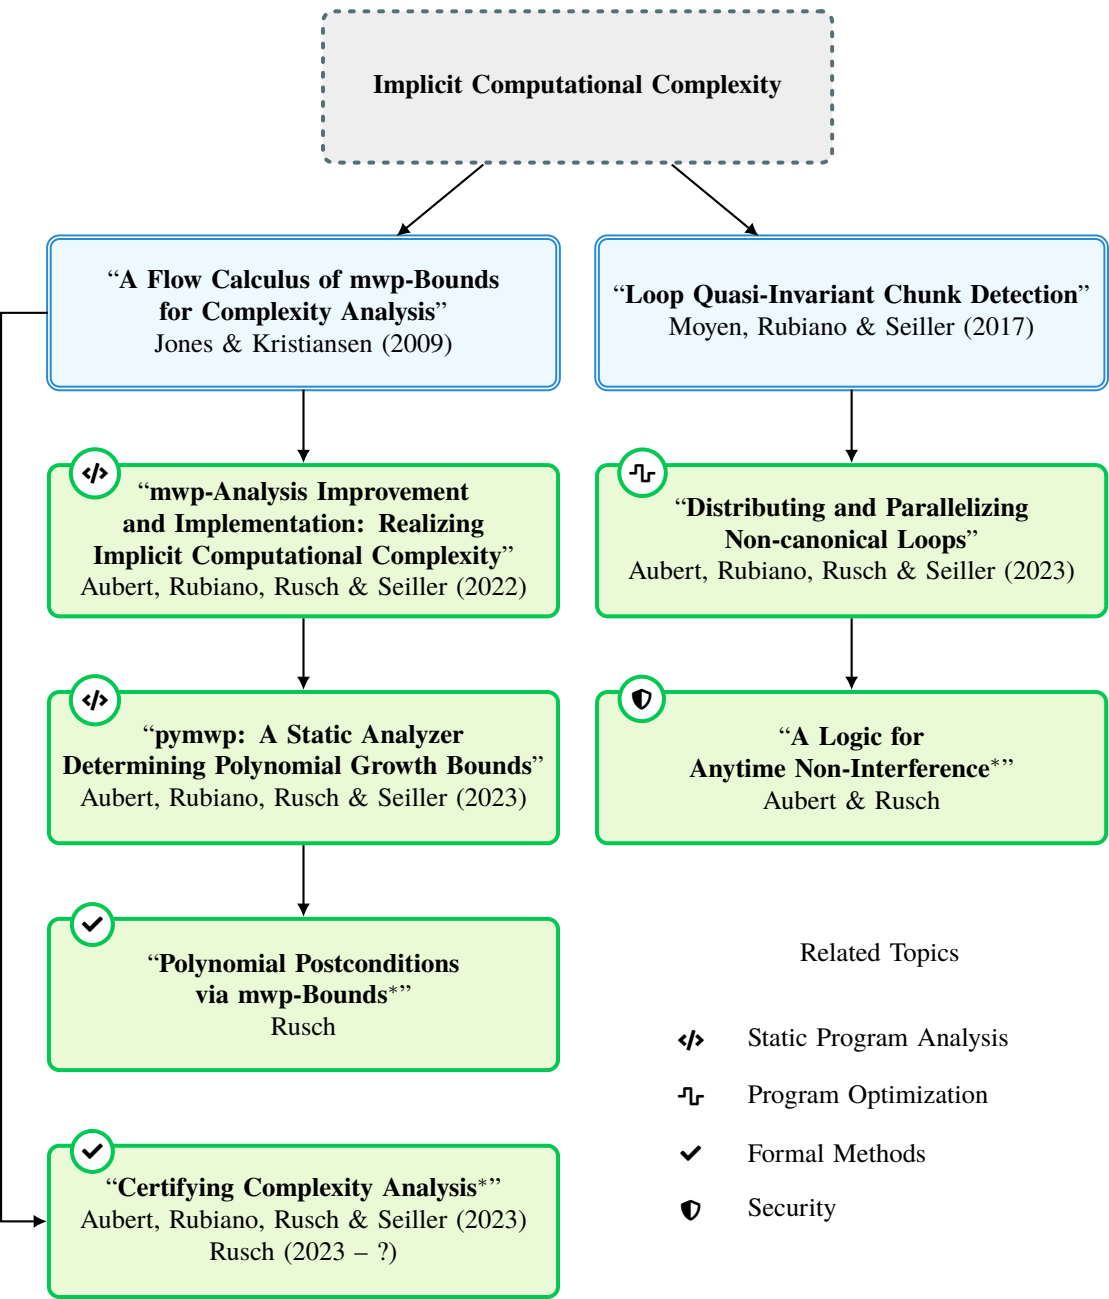 Implicit Computational Complexity
“A Flow Calculus of mwp-Bounds
for Complexity Analysis”
Jones & Kristiansen (2009)
“Loop Quasi-Invariant Chunk Detection”
Moyen, Rubiano & Seiller (2017)
“mwp-Analysis Improvement
and Implementation: Realizing
Implicit Computational Complexity”
Aubert, Rubiano, Rusch & Seiller (2022)
“Distributing and Parallelizing
Non-canonical Loops”
Aubert, Rubiano, Rusch & Seiller (2023)
“pymwp: A Static Analyzer
Determining Polynomial Growth Bounds”
Aubert, Rubiano, Rusch & Seiller (2023)
“A Logic for
Anytime Non-Interference*”
Aubert & Rusch
“Polynomial Postconditions
via mwp-Bounds*”
Rusch
“Certifying Complexity Analysis*”
Aubert, Rubiano, Rusch & Seiller (2023)
Rusch (2023 – ?)
Related Topics
Static Program Analysis
Program Optimization
Formal Methods
Security